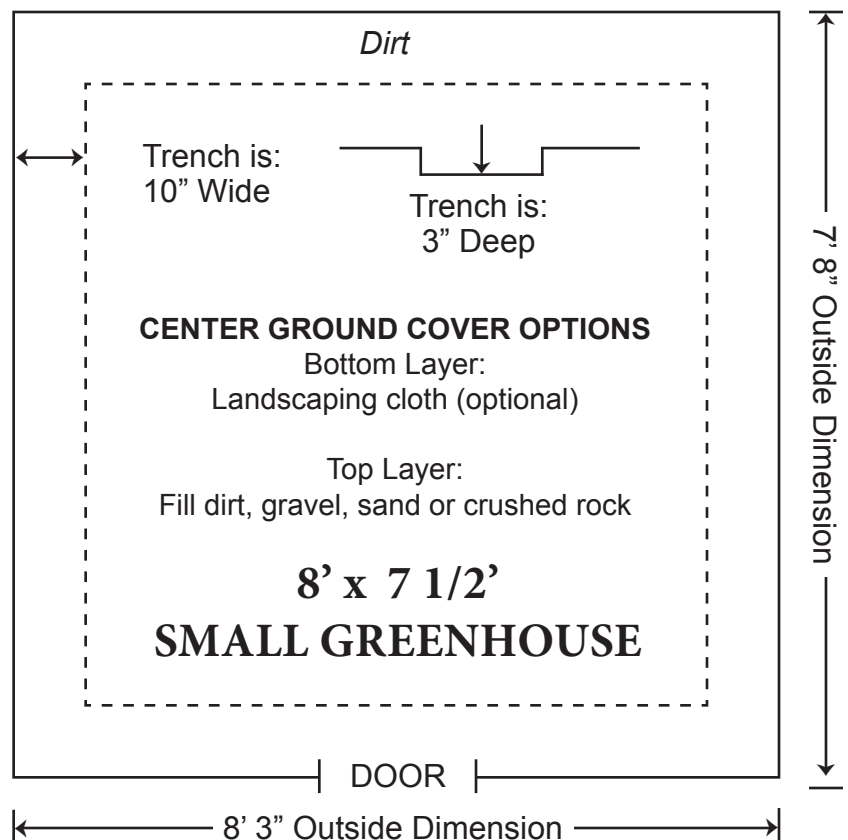 Dirt
Trench is:
10” Wide
Trench is:
3” Deep
CENTER GROUND COVER OPTIONS
Bottom Layer:
Landscaping cloth (optional)
Top Layer:
Fill dirt, gravel, sand or crushed rock
8’ x 7 1/2’
SMALL GREENHOUSE
DOOR
7’ 8” Outside Dimension
8’ 3” Outside Dimension